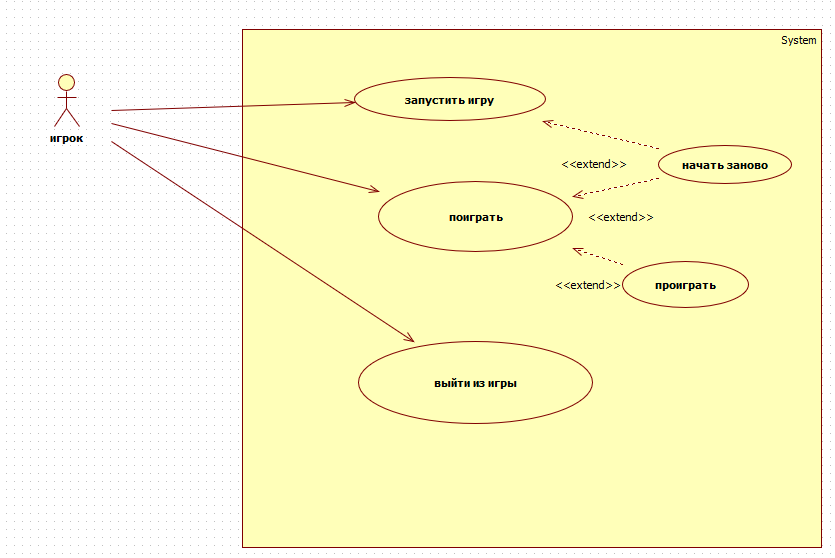 System
игрок
запустить игру
<<extend>>
начать заново
поиграть
<<extend>>
<<extend>>
проиграть
выйти из игры